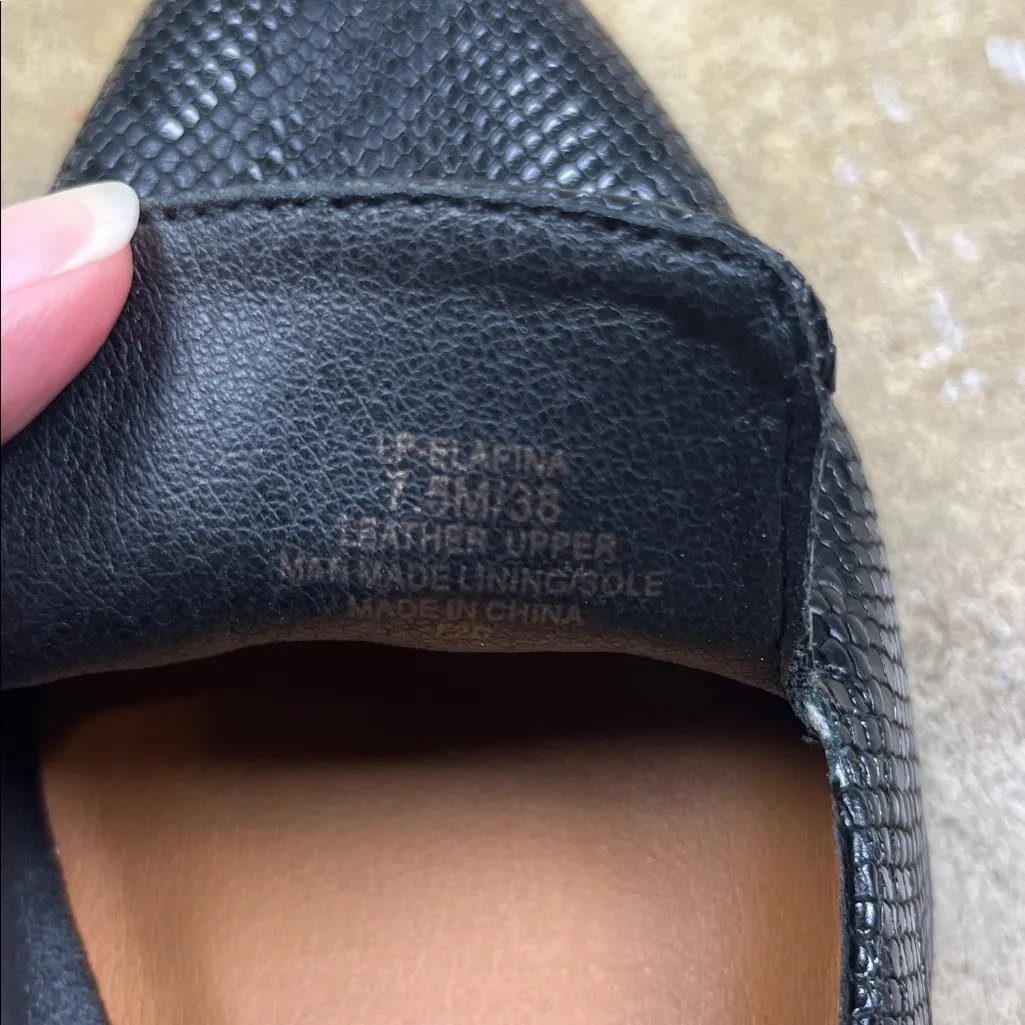 LP-ELAPINA
7.5M/38
LEATHER UPPER
MAN MADE LINING/SOLE
MADE IN CHINA